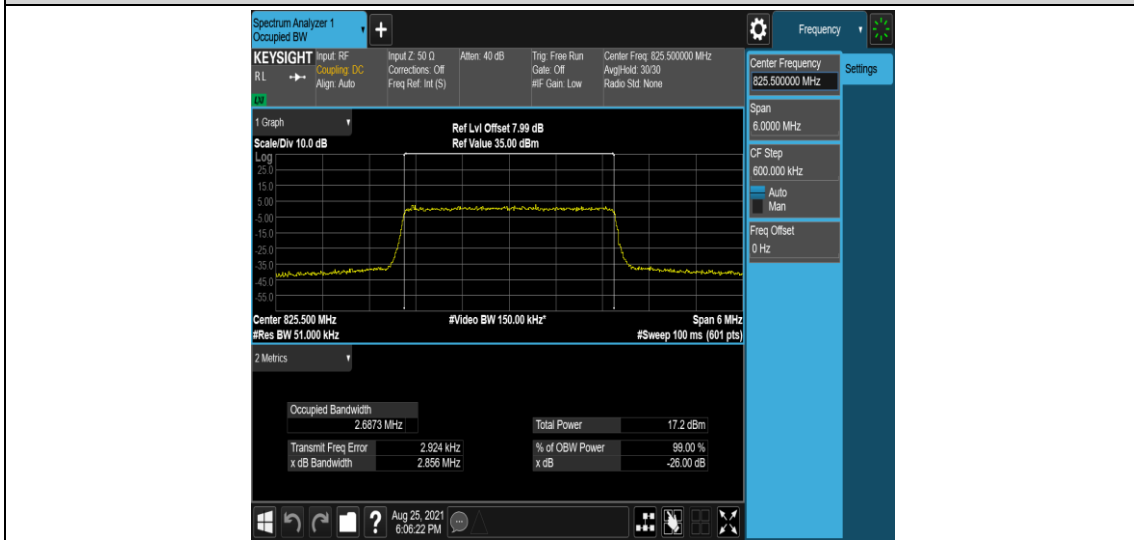 Spectrum Analyzer 1
Occupied BW
+
Frequency
KEYSIGHT
RL
LXI
Input: RF
Coupling: DC
Align: Auto
Input Z: 50 Ω
Corrections: Off
Freq Ref: Int (S)
Atten: 40 dB
Trig: Free Run
Gate: Off
#IF Gain: Low
Center Freq: 825.500000 MHz
Avg|Hold: 30/30
Radio Std: None
Center Frequency
825.500000 MHz
Settings
Span
6.0000 MHz
CF Step
600.000 kHz
Auto
Man
Freq Offset
0 Hz
1 Graph
Scale/Div 10.0 dB
Ref Lvl Offset 7.99 dB
Ref Value 35.00 dBm
Log
25.0
15.0
5.00
-5.00
-15.0
-25.0
-35.0
-45.0
-55.0
Center 825.500 MHz
#Video BW 150.00 kHz*
Span 6 MHz
#Res BW 51.000 kHz
#Sweep 100 ms (601 pts)
2 Metrics
Occupied Bandwidth
2.6873 MHz
Total Power 17.2 dBm
Transmit Freq Error 2.924 kHz
% of OBW Power 99.00 %
x dB Bandwidth 2.856 MHz
x dB -26.00 dB
?
Aug 25, 2021
6:06:22 PM